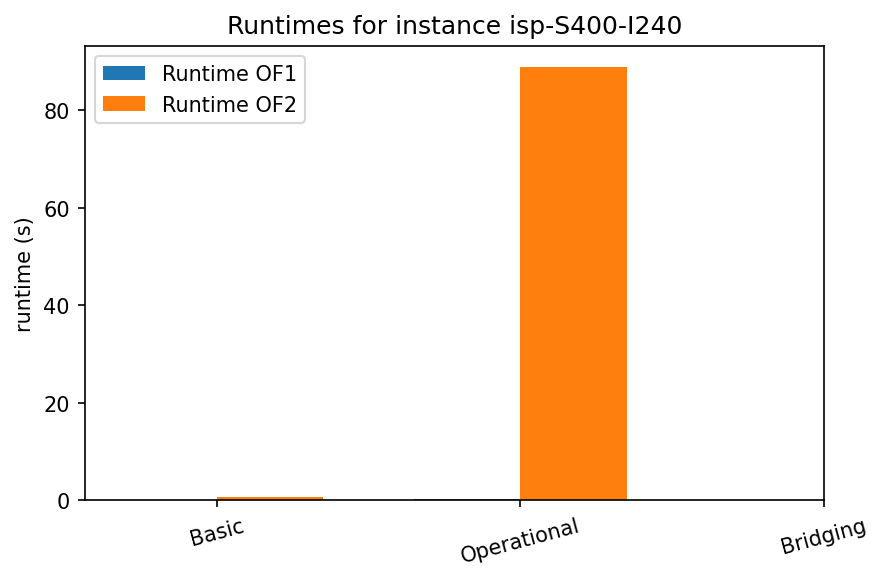 Runtimes for instance isp-S400-I240
Runtime OF1
Runtime OF2
runtime (s)
80
60
40
20
0
Basic
Operational
Bridging